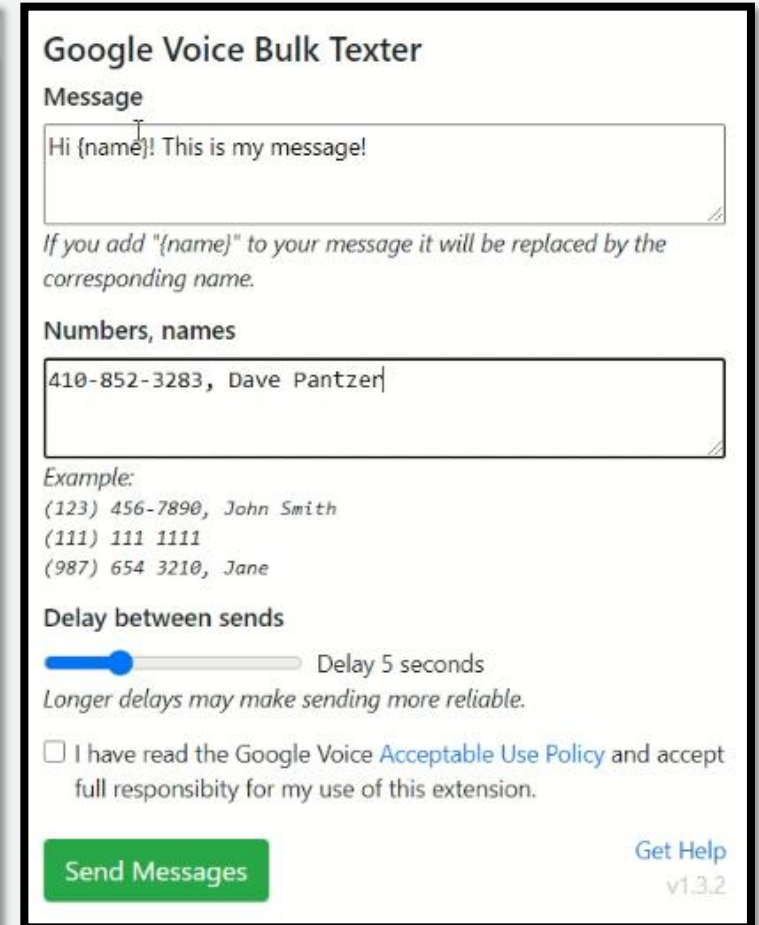 Google Voice Bulk Texter
Message
Hi {name}! This is my message!
If you add "{name}" to your message it will be replaced by the
corresponding name.
Numbers, names
410-852-3283, Dave Pantzer
Example:
(123) 456-7890, John Smith
(111) 111 1111
(987) 654 3210, Jane
Delay between sends
Delay 5 seconds
Longer delays may make sending more reliable.
I have read the Google Voice Acceptable Use Policy and accept
full responsibity for my use of this extension.
Send Messages
Get Help
v1.3.2